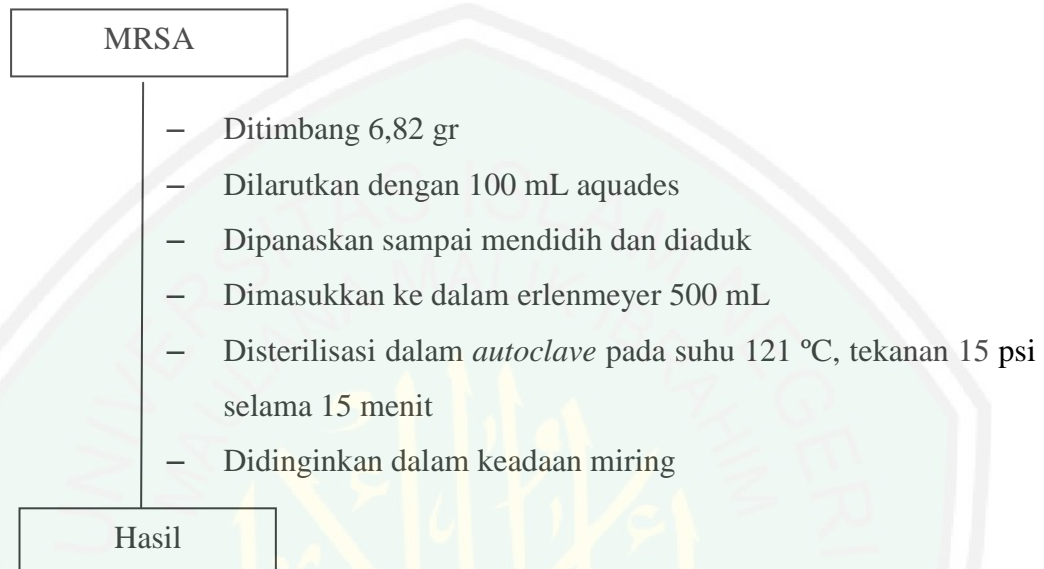 MRSA
– Ditimbang 6,82 gr
– Dilarutkan dengan 100 mL aquades
– Dipanaskan sampai mendidih dan diaduk
– Dimasukkan ke dalam erlenmeyer 500 mL
– Disterilisasi dalam autoclave pada suhu 121 ºC, tekanan 15 psi
selama 15 menit
– Didinginkan dalam keadaan miring
Hasil